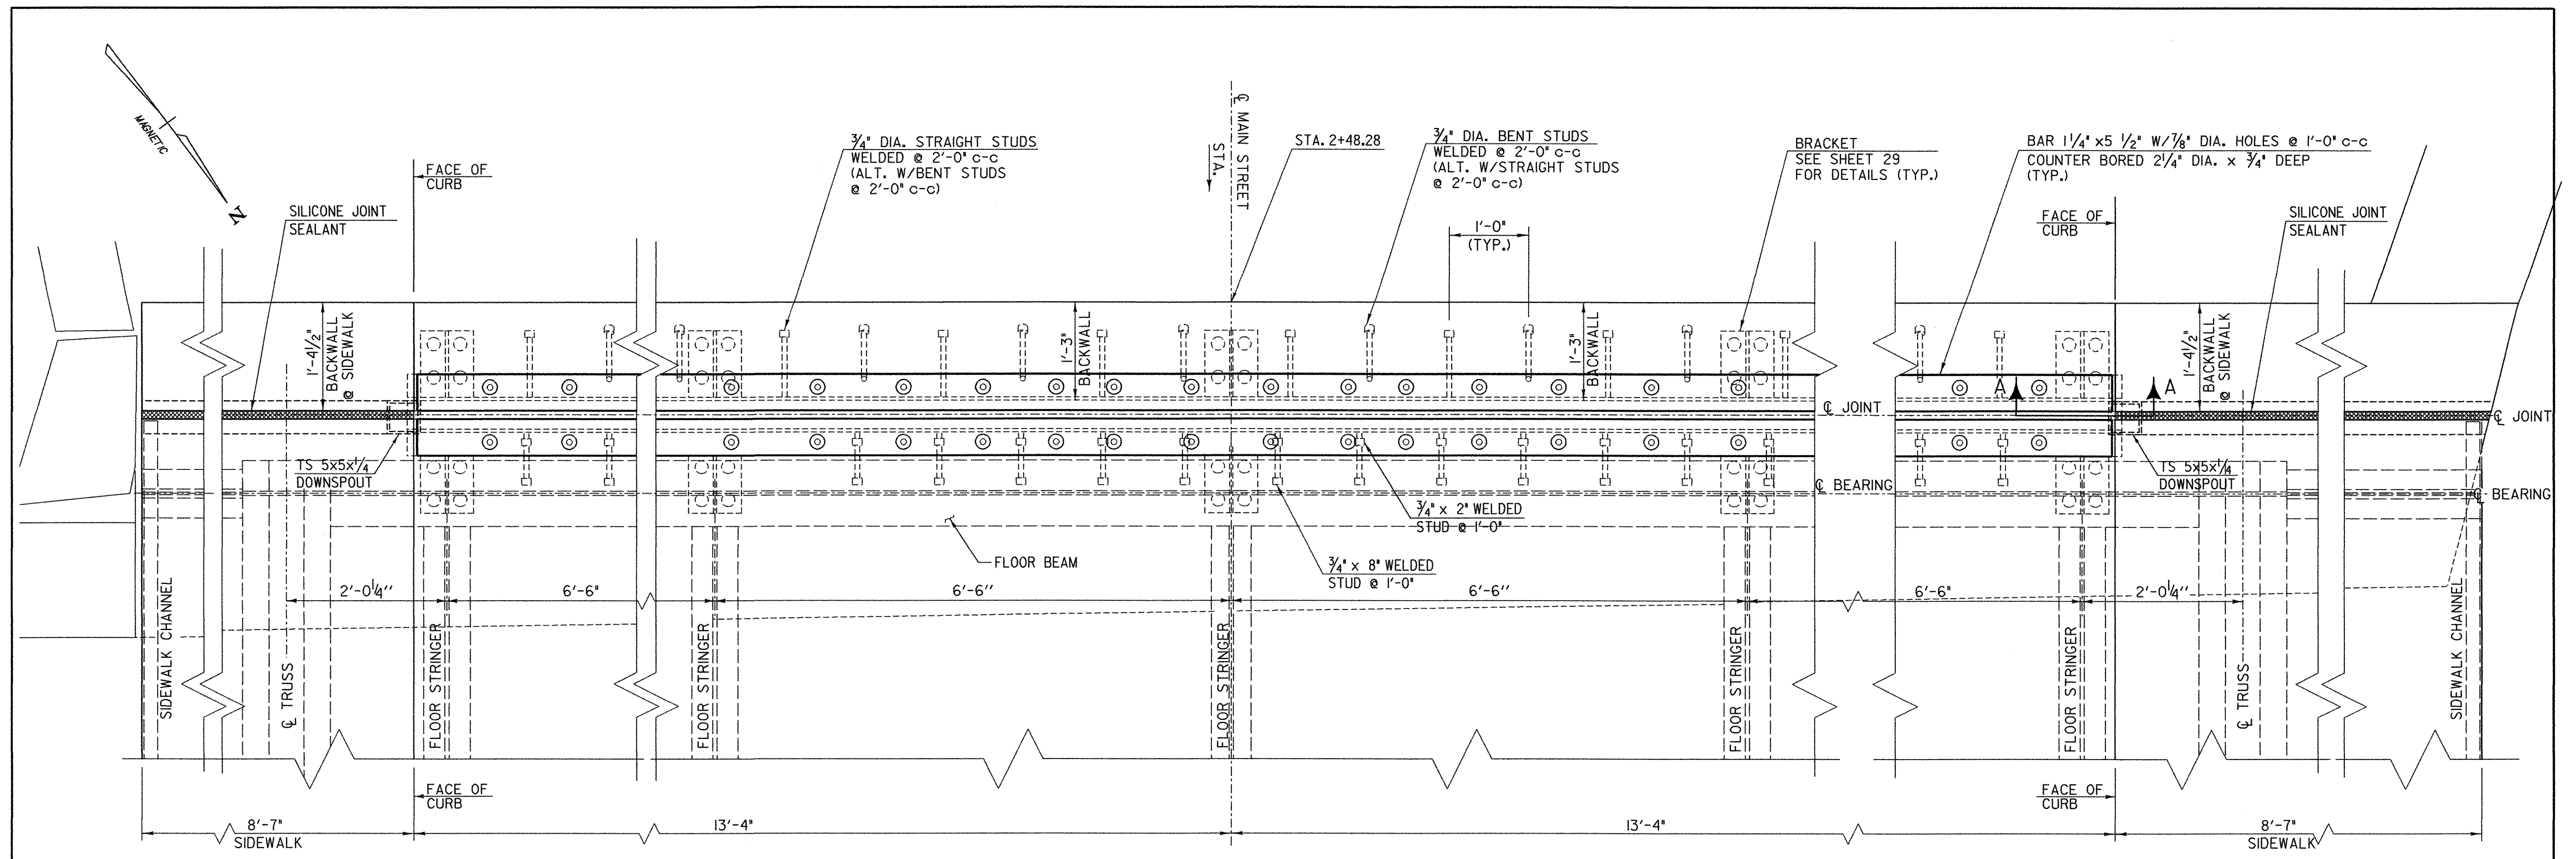 MAGNETIC
N
FACE OF
CURB
SILICONE JOINT
SEALANT
3/4" DIA. STRAIGHT STUDS
WELDED @ 2'-0" c-c
(ALT. W/BENT STUDS
@ 2'-0" c-c)
STA.
℄ MAIN STREET
STA. 2+48.28
3/4" DIA. BENT STUDS
WELDED @ 2'-0" c-c
(ALT. W/STRAIGHT STUDS
@ 2'-0" c-c)
1'-0"
(TYP.)
BRACKET
SEE SHEET 29
FOR DETAILS (TYP.)
BAR 1 1/4" x5 1/2" W/7/8" DIA. HOLES @ 1'-0" c-c
COUNTER BORED 2 1/4" DIA. x 3/4" DEEP
(TYP.)
FACE OF
CURB
SILICONE JOINT
SEALANT
1'-4 1/2"
BACKWALL
@ SIDEWALK
1'-3"
BACKWALL
1'-3"
BACKWALL
1'-4 1/2"
BACKWALL
@ SIDEWALK
A
A
℄ JOINT
℄ JOINT
TS 5x5x1/4
DOWNSPOUT
TS 5x5x1/4
DOWNSPOUT
℄ BEARING
℄ BEARING
3/4" x 2" WELDED
STUD @ 1'-0"
3/4" x 8" WELDED
STUD @ 1'-0"
FLOOR BEAM
2'-0 1/4''
6'-6"
6'-6''
6'-6''
6'-6"
2'-0 1/4''
SIDEWALK CHANNEL
℄ TRUSS
FLOOR STRINGER
FLOOR STRINGER
FLOOR STRINGER
FLOOR STRINGER
FLOOR STRINGER
℄ TRUSS
SIDEWALK CHANNEL
FACE OF
CURB
FACE OF
CURB
8'-7"
SIDEWALK
13'-4"
13'-4"
8'-7"
SIDEWALK